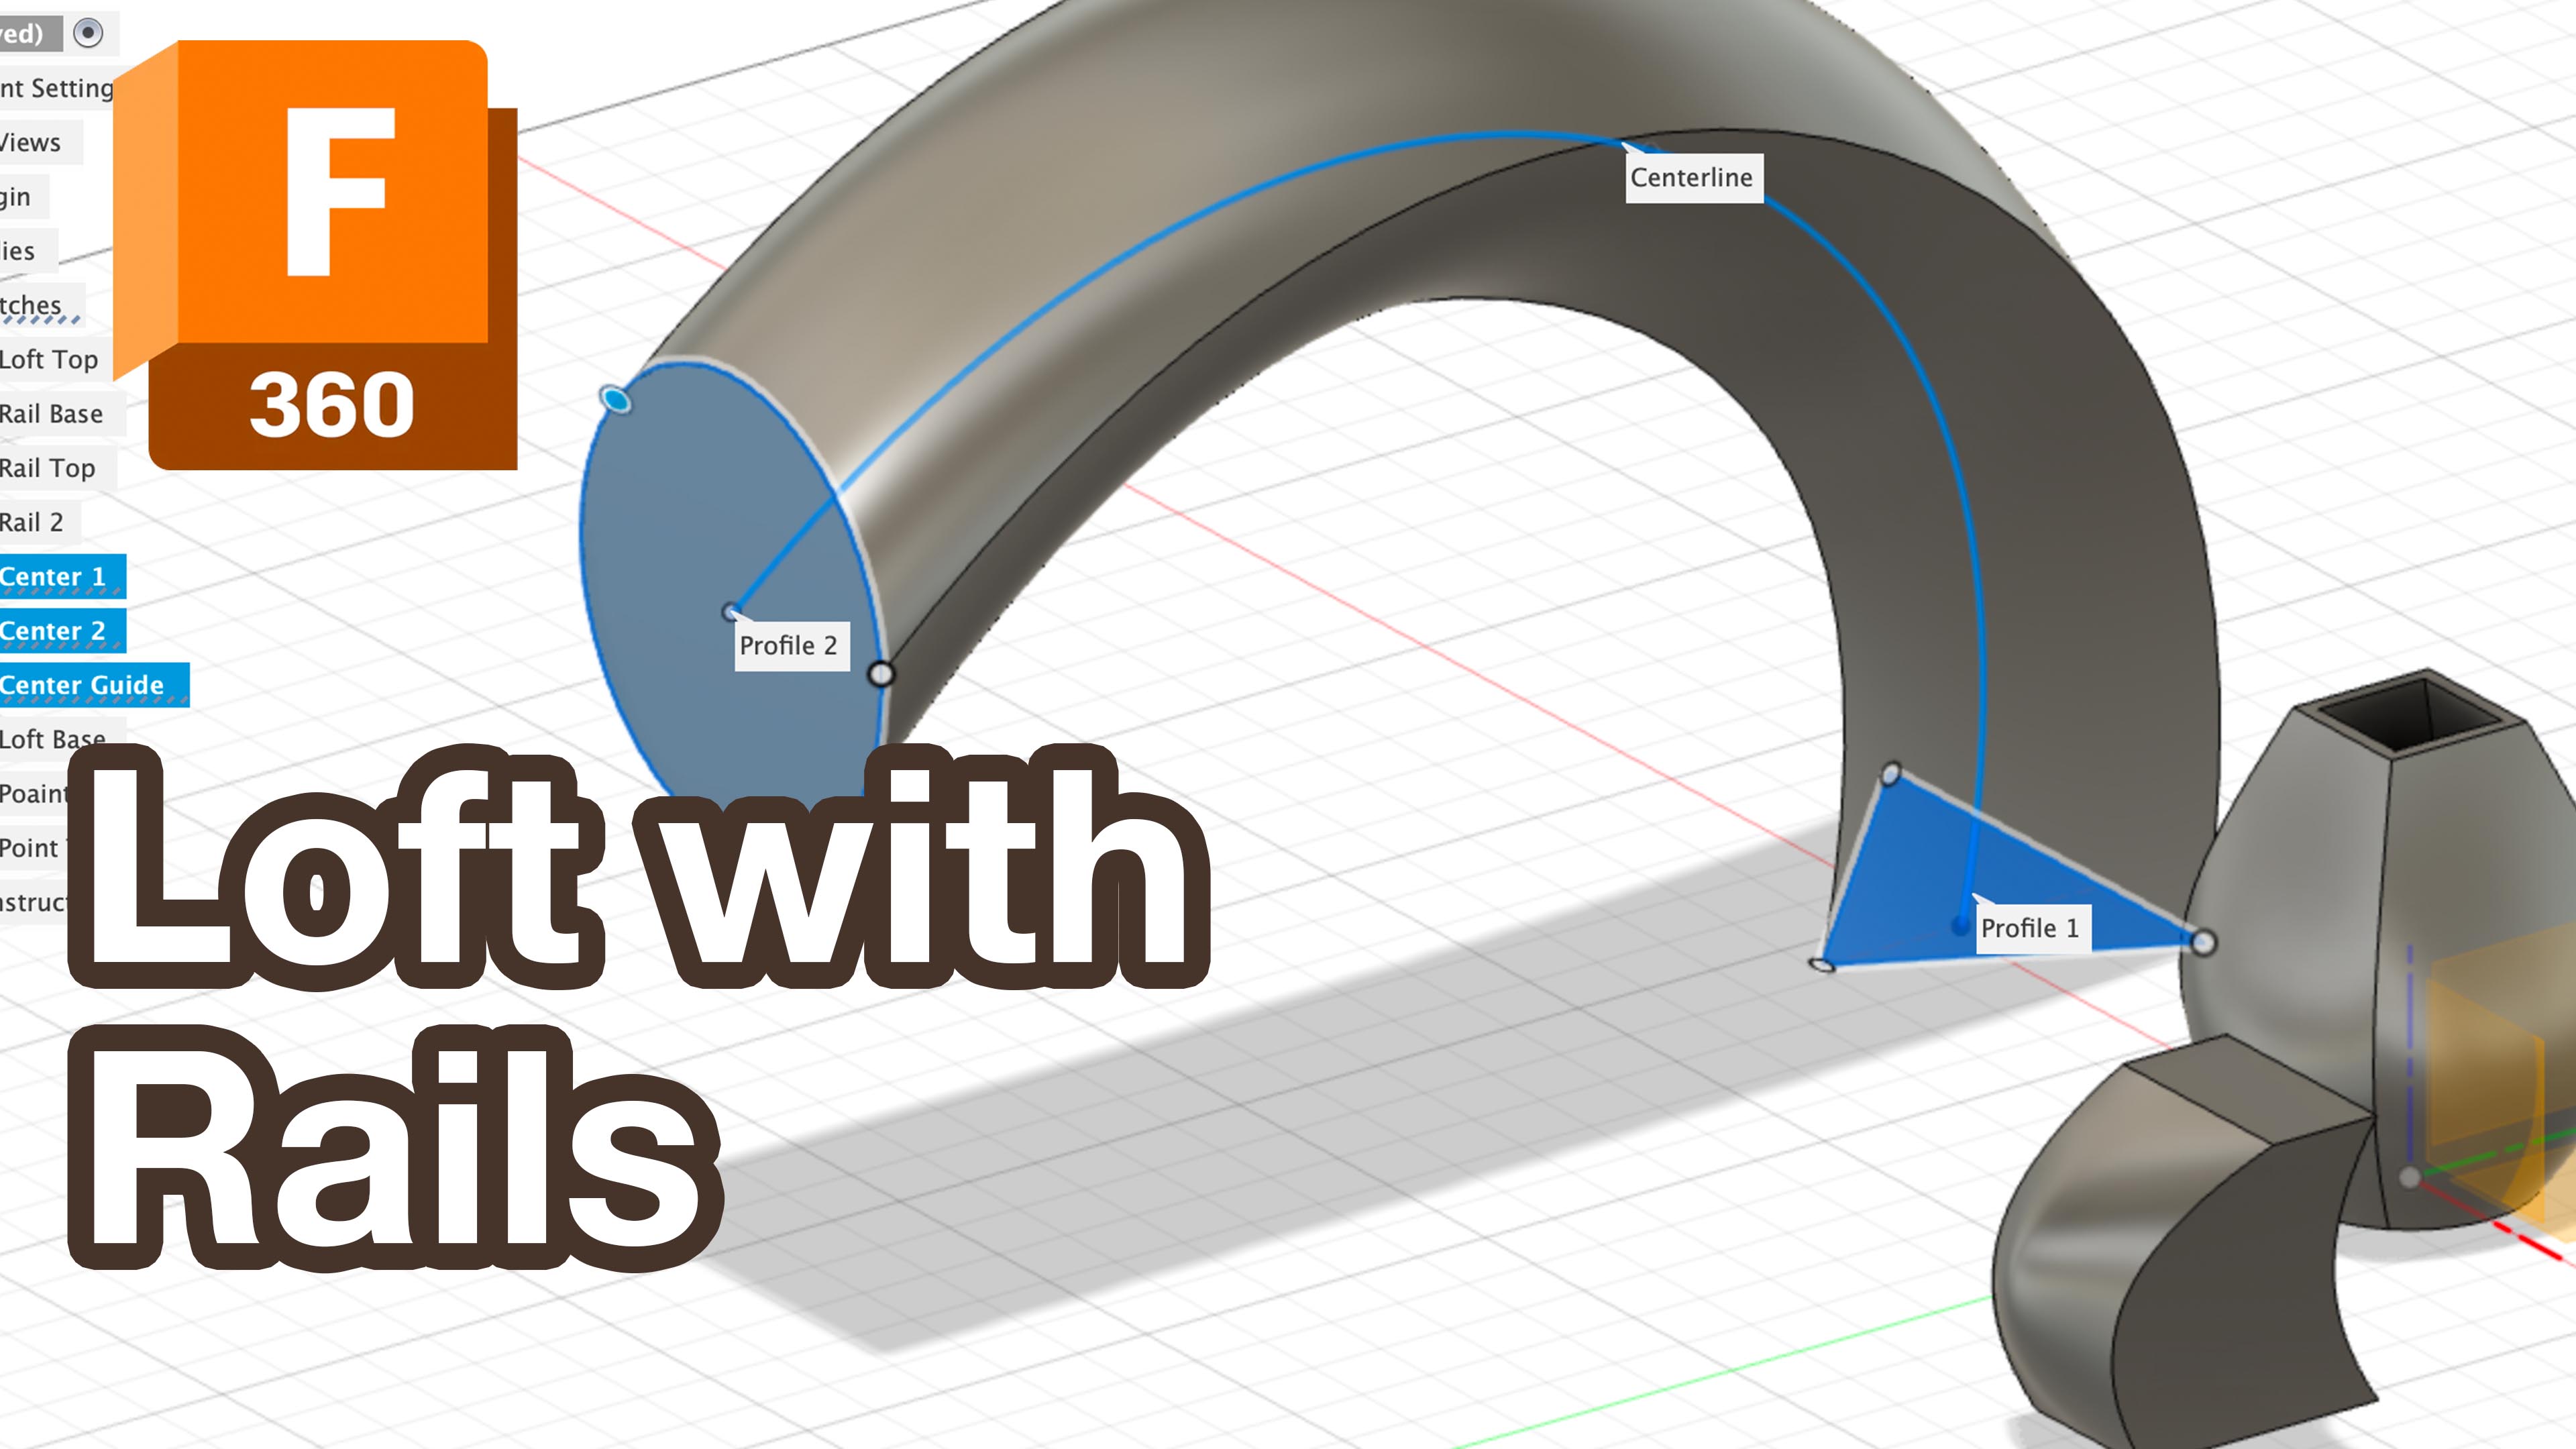 ved)
nt Setting
Views
gin
lies
tches
Loft Top
Rail Base
Rail Top
Rail 2
Center 1
Center 2
Center Guide
Loft Base
Poaint
Point
nstruct
F
360
Centerline
Profile 2
Profile 1
Loft with
Rails